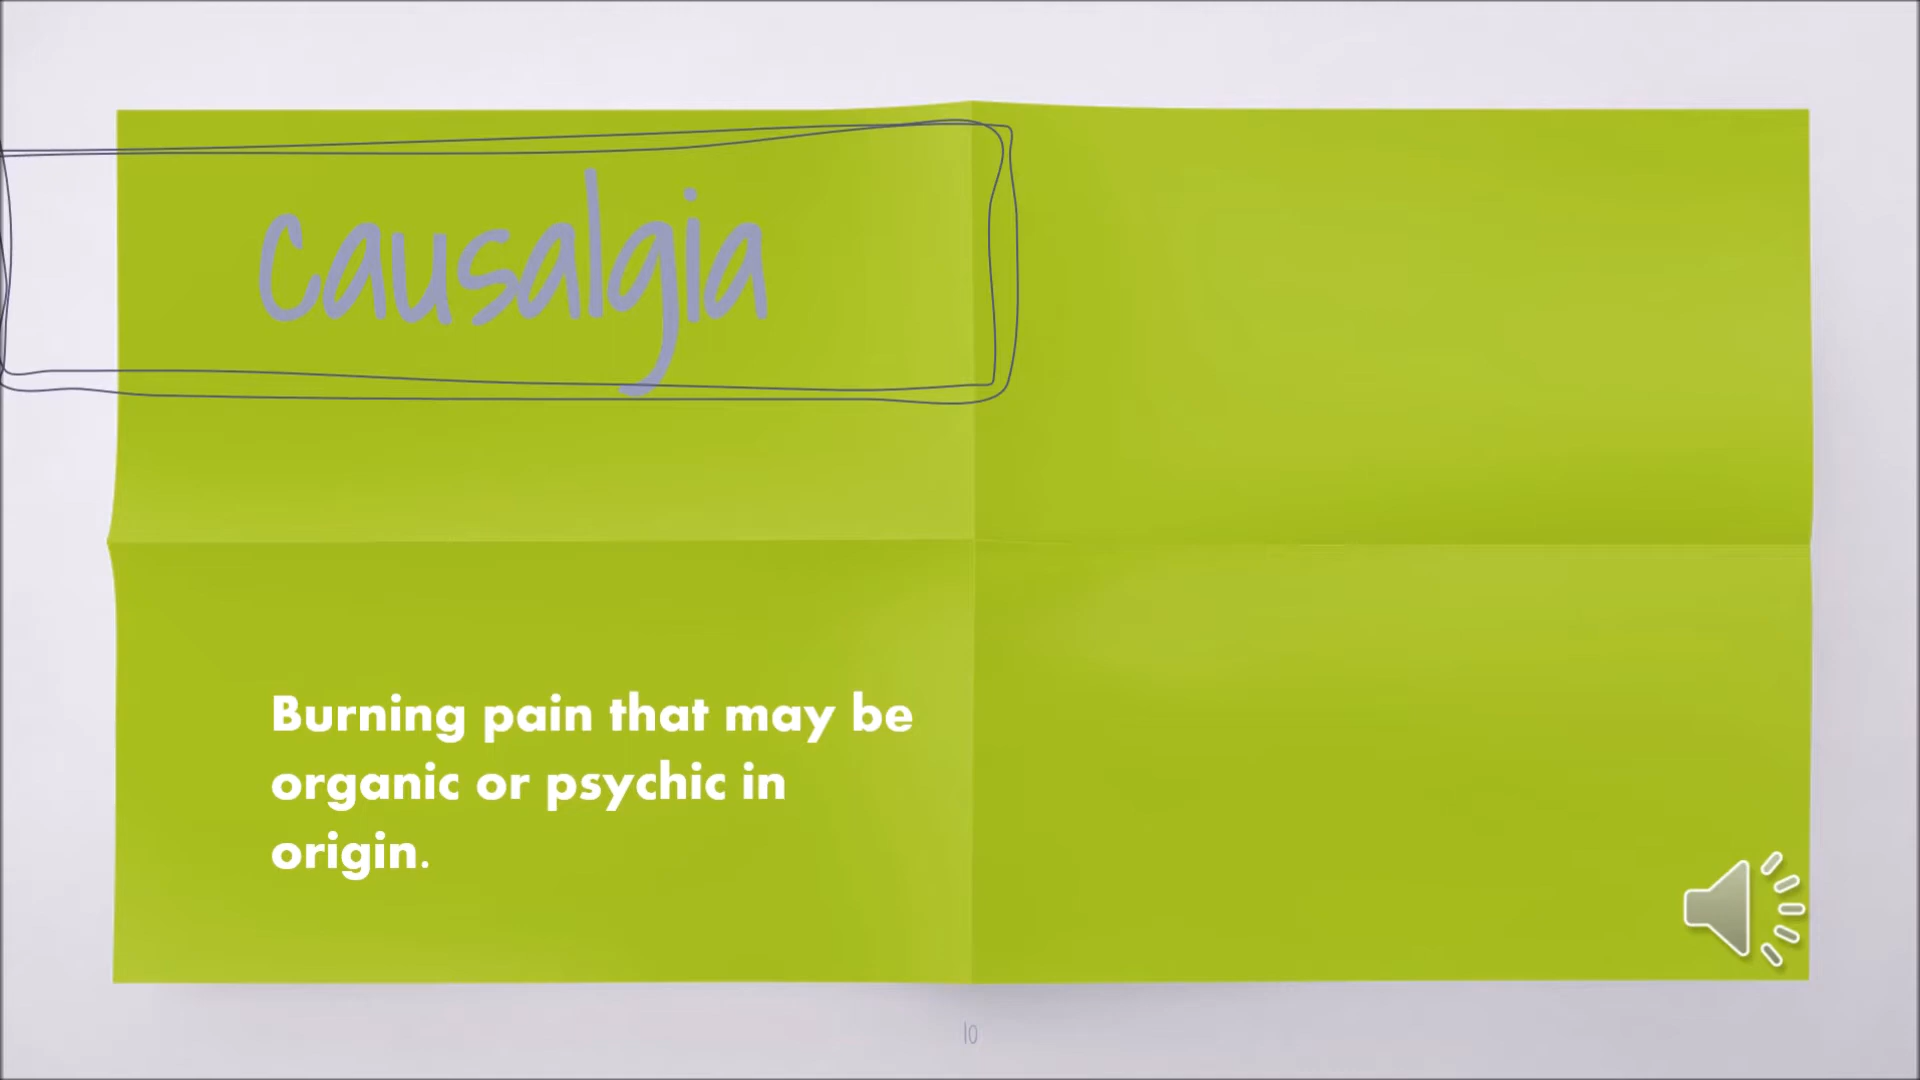 causalgia
Burning pain that may be
organic or psychic in
origin.
10